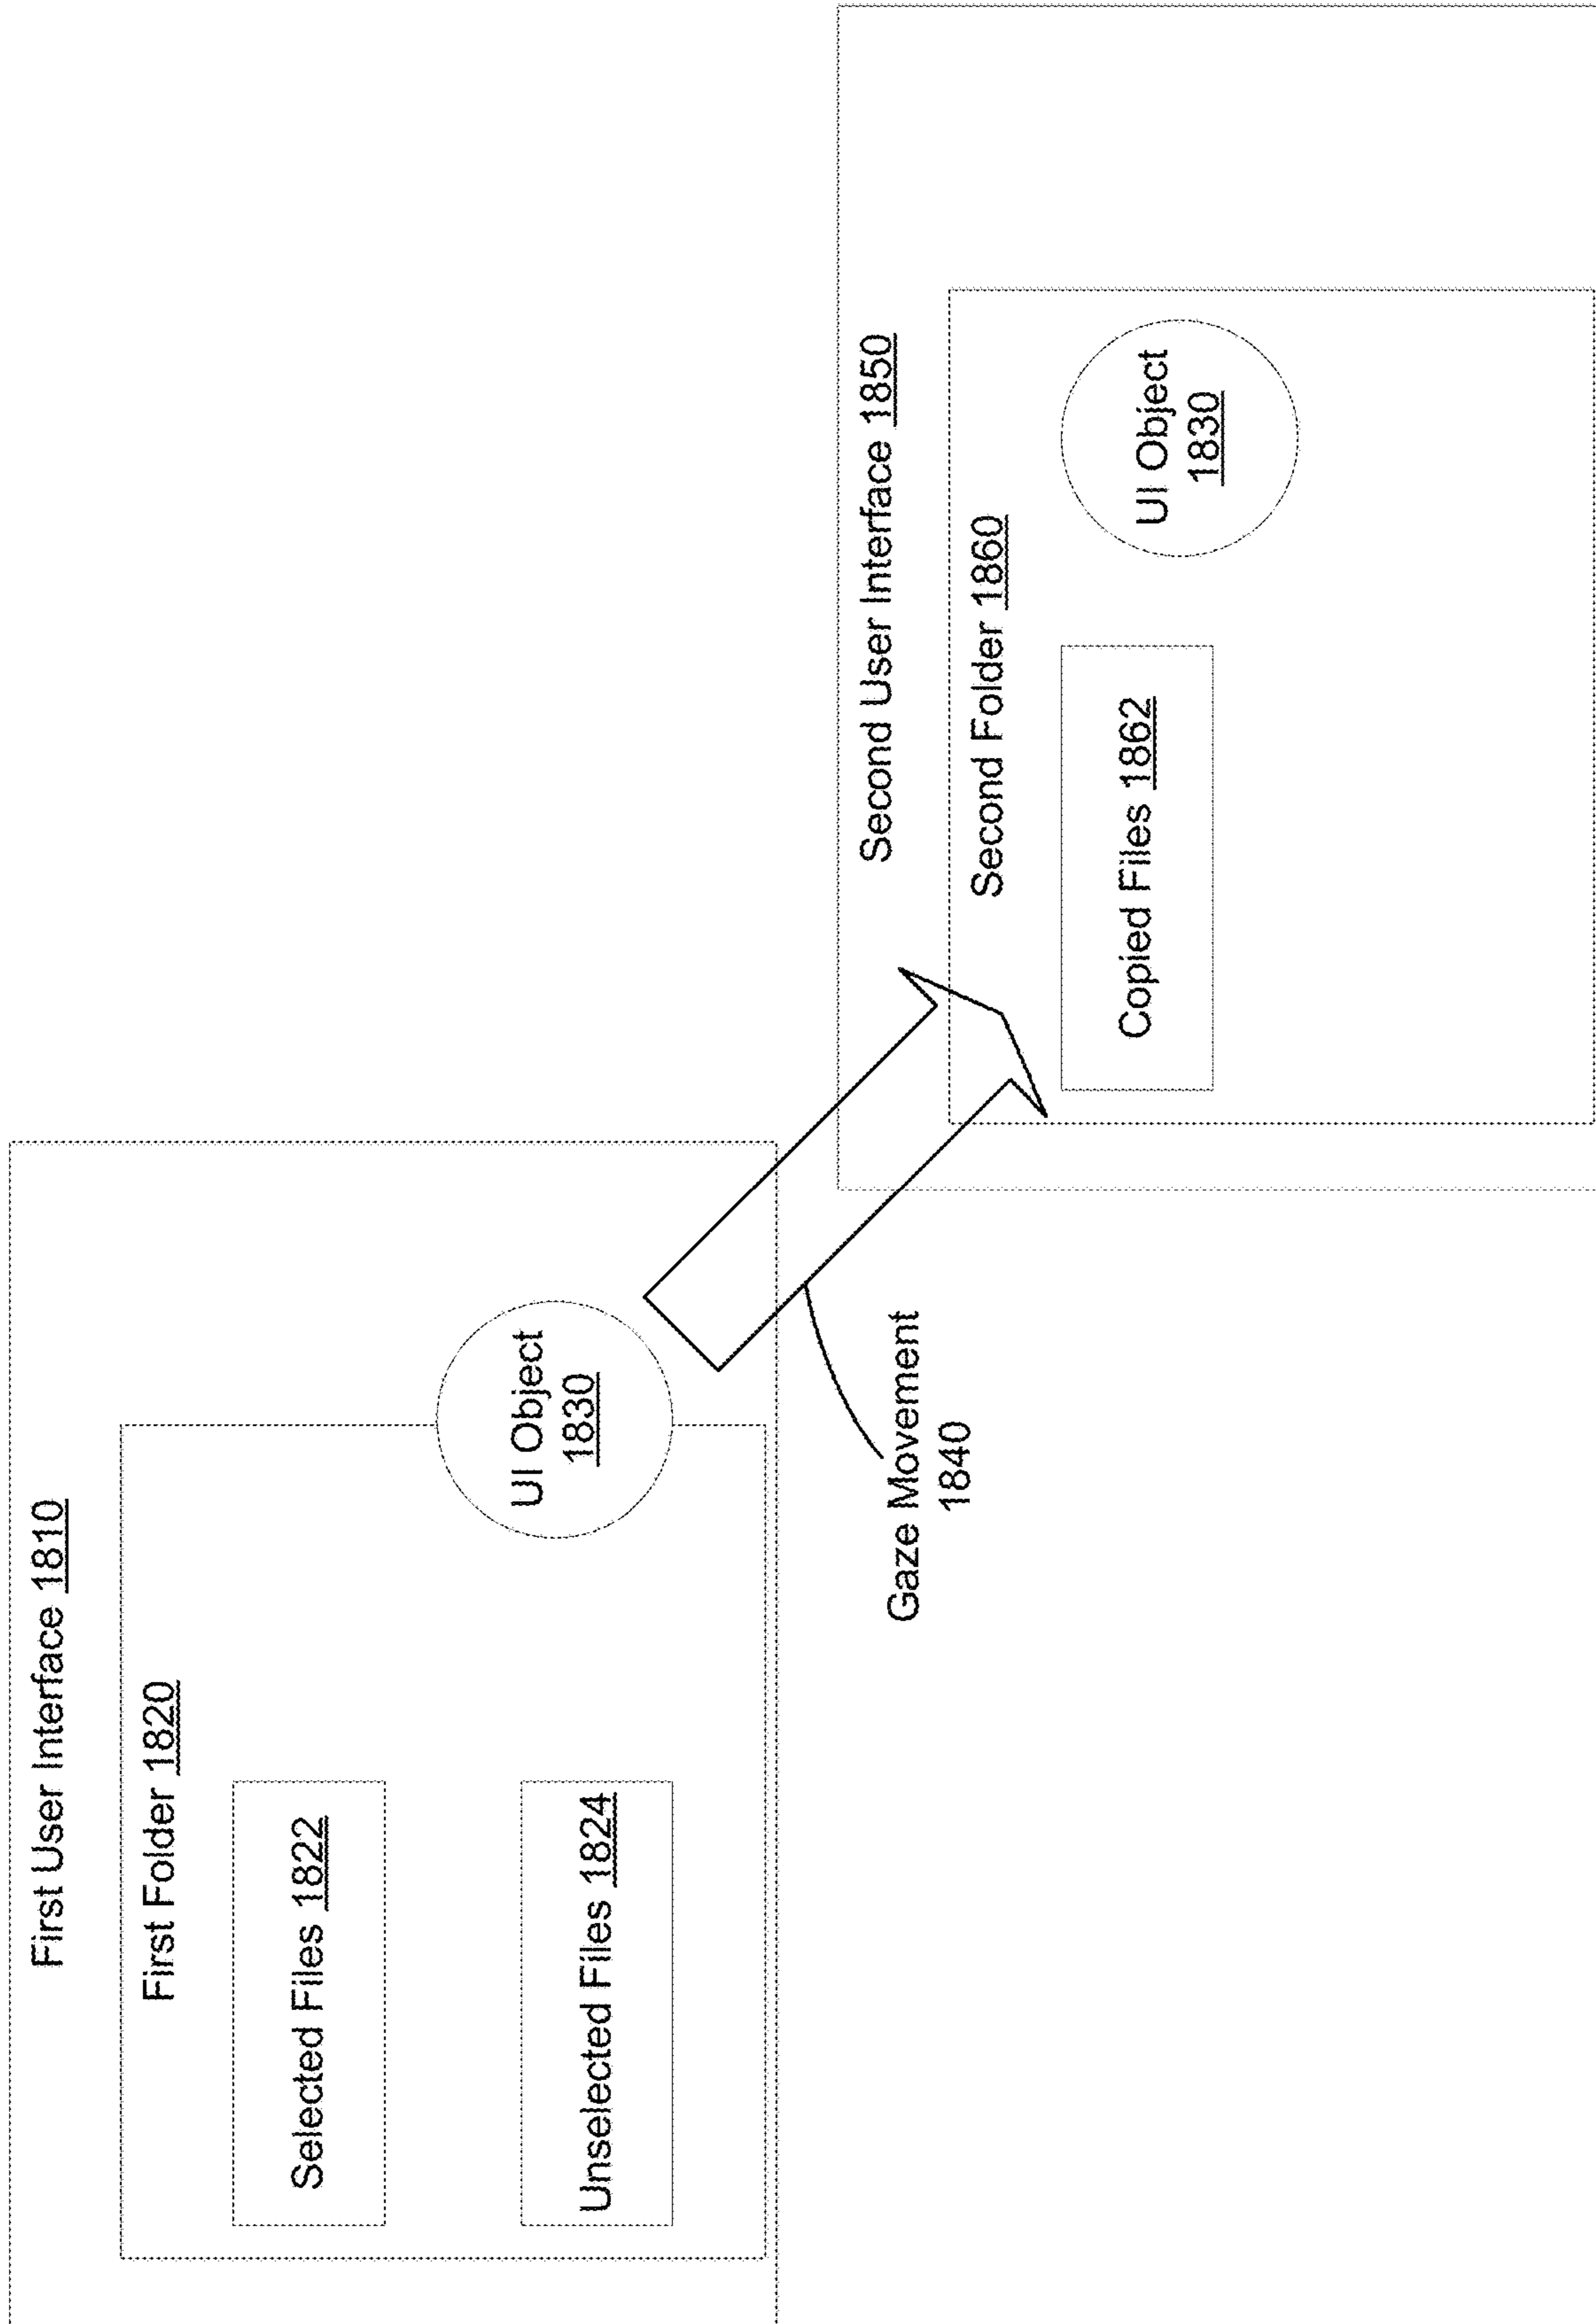 First User Interface 1810
First Folder 1820
Selected Files 1822
Unselected Files 1824
UI Object
1830
Gaze Movement
1840
Second User Interface 1850
Second Folder 1860
Copied Files 1862
UI Object
1830